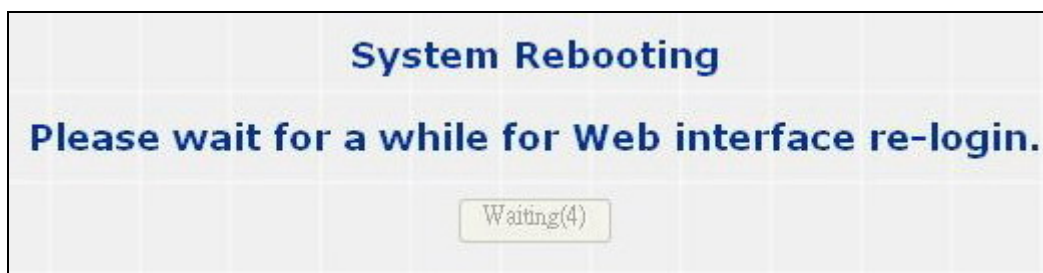 System Rebooting
Please wait for a while for Web interface re-login.
Waiting(4)